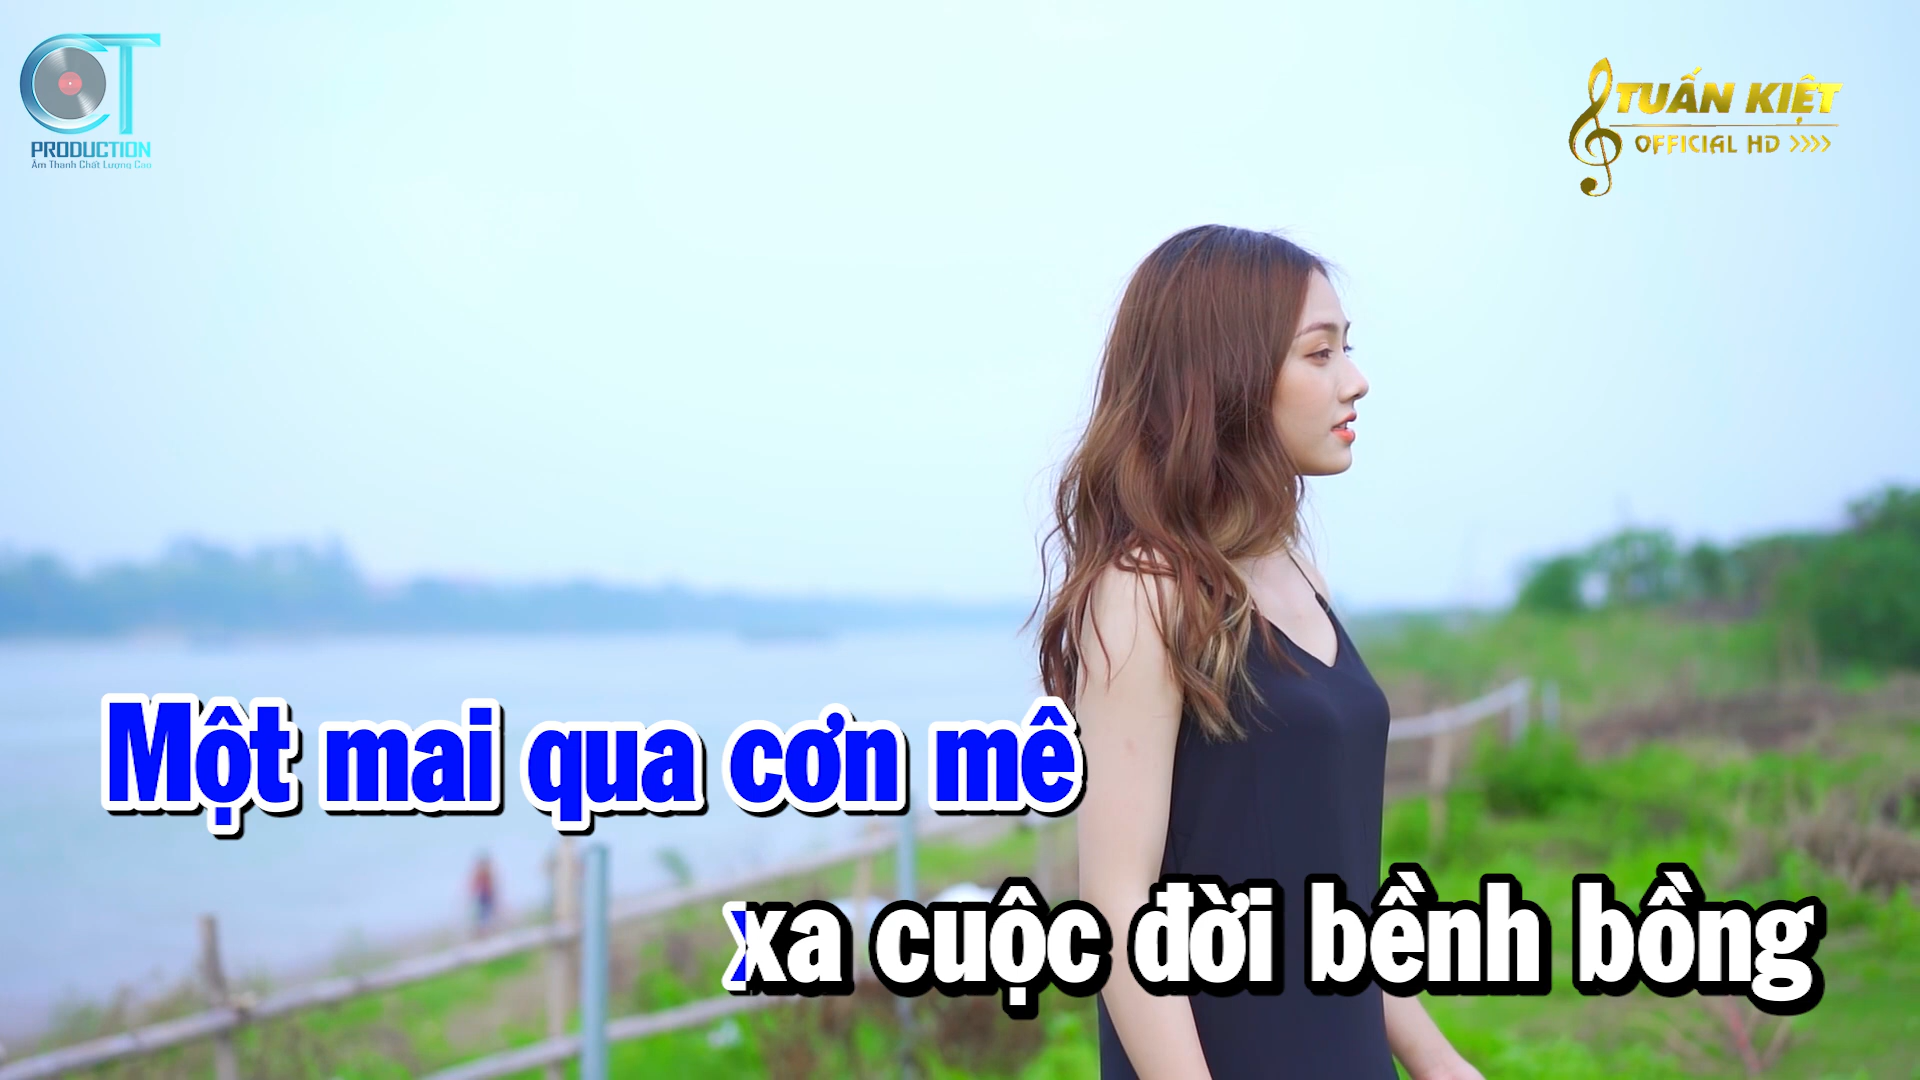 CT
PRODUCTION
Âm Thanh Chất Lượng Cao
TUẤN KIỆT
OFFICIAL HD
Một mai qua cơn mê
xa cuộc đời bềnh bồng